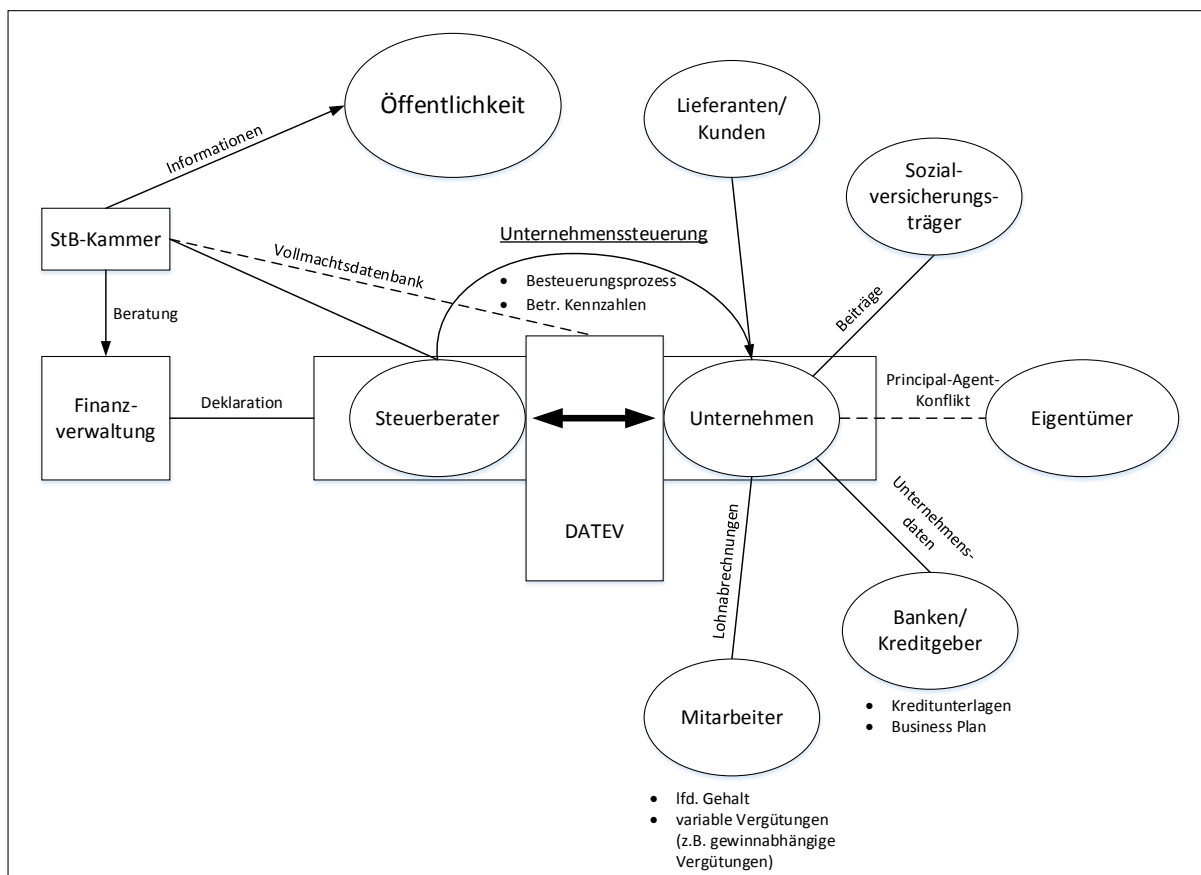 Öffentlichkeit
Lieferanten/
Kunden
Informationen
Sozial-
versicherungs-
träger
StB-Kammer
Unternehmenssteuerung
Vollmachtsdatenbank
• Besteuerungsprozess
• Betr. Kennzahlen
Beratung
Beiträge
Finanz-
verwaltung
Deklaration
Steuerberater
Unternehmen
Principal-Agent-
Konflikt
Eigentümer
DATEV
Unternehmens-
daten
Lohnabrechnungen
Banken/
Kreditgeber
• Kreditunterlagen
• Business Plan
Mitarbeiter
• lfd. Gehalt
• variable Vergütungen
(z.B. gewinnabhängige
Vergütungen)